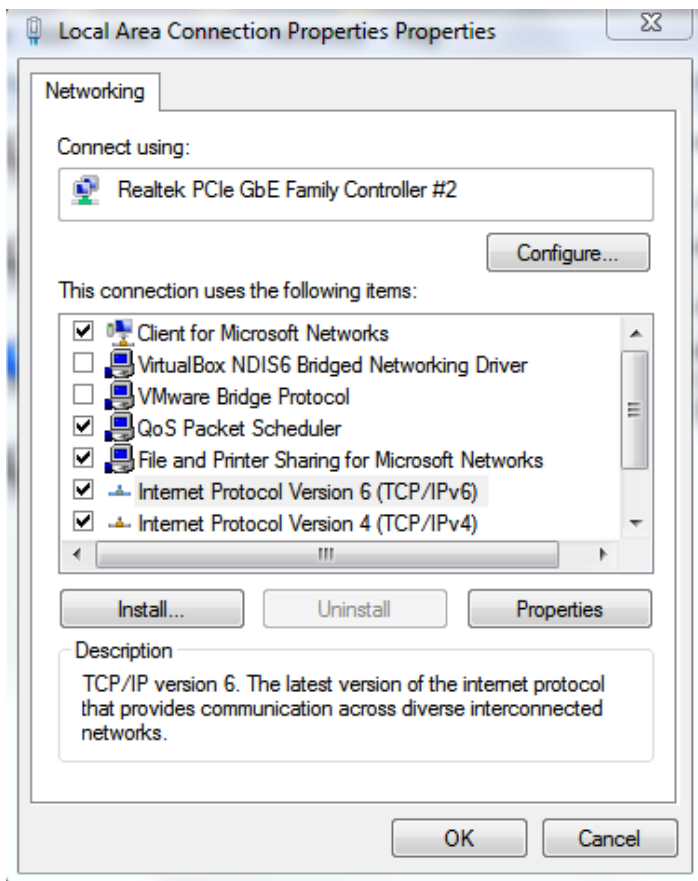 Local Area Connection Properties Properties
Networking
Connect using:
Realtek PCIe GbE Family Controller #2
Configure...
This connection uses the following items:
Client for Microsoft Networks
VirtualBox NDIS6 Bridged Networking Driver
VMware Bridge Protocol
QoS Packet Scheduler
File and Printer Sharing for Microsoft Networks
Internet Protocol Version 6 (TCP/IPv6)
Internet Protocol Version 4 (TCP/IPv4)
Install... Uninstall Properties
Description
TCP/IP version 6. The latest version of the internet protocol
that provides communication across diverse interconnected
networks.
OK Cancel